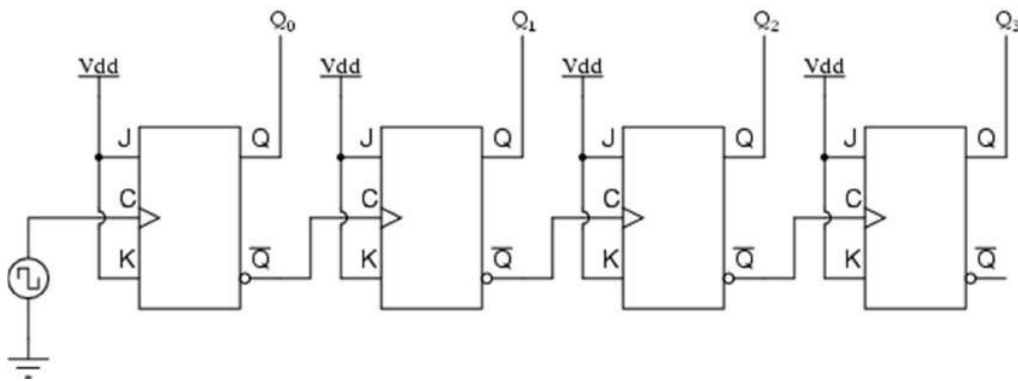 Q₀ Q₁ Q₂ Q₃
Vdd Vdd Vdd Vdd
J Q J Q J Q J Q
C C C C
K Q̅ K Q̅ K Q̅ K Q̅